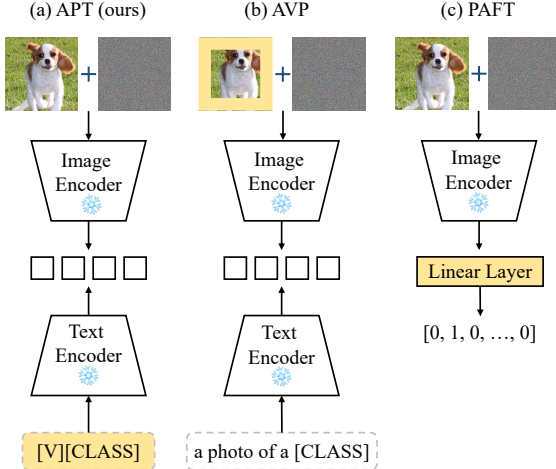 (a) APT (ours)
(b) AVP
(c) PAFT
+
+
+
Image
Encoder
Image
Encoder
Image
Encoder
Linear Layer
[0, 1, 0, ..., 0]
Text
Encoder
Text
Encoder
[V][CLASS]
a photo of a [CLASS]